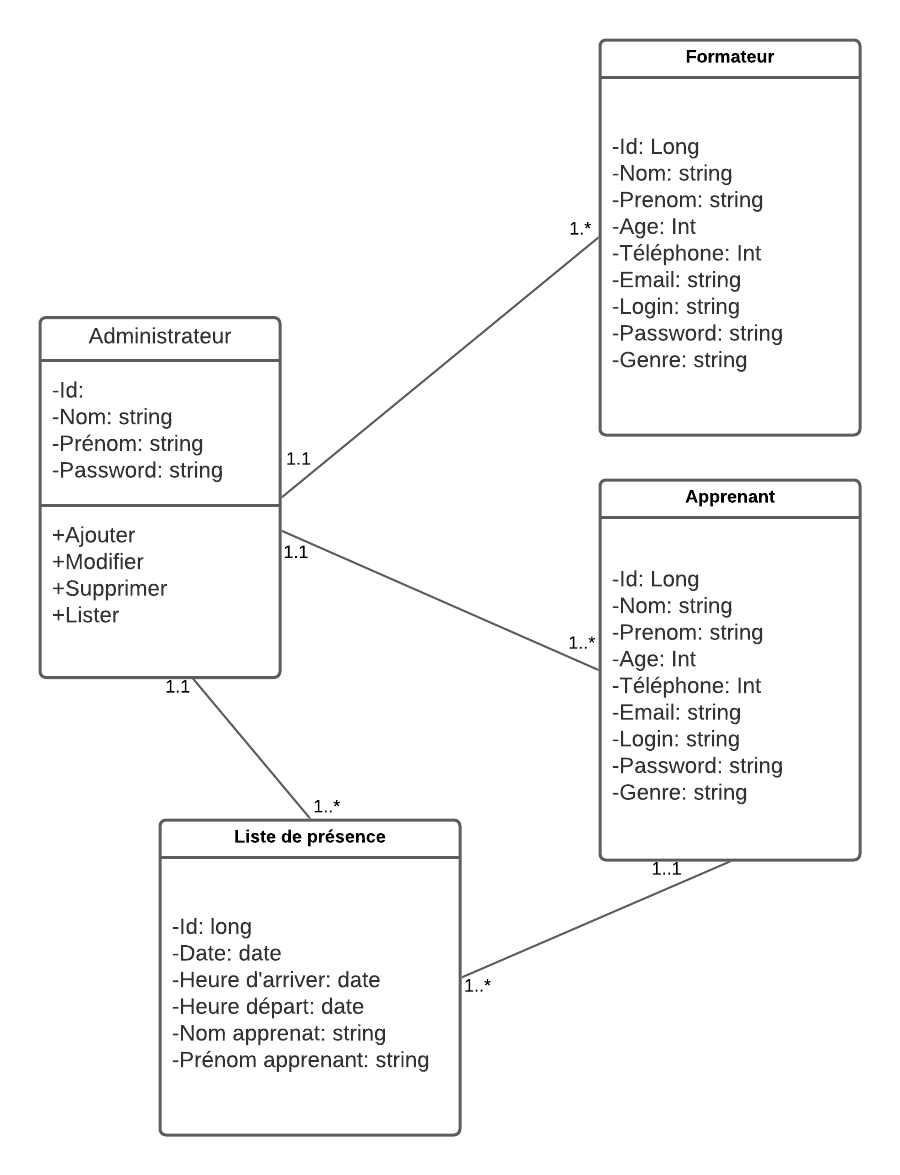 Formateur
-Id: Long
-Nom: string
-Prenom: string
-Age: Int
-Téléphone: Int
-Email: string
-Login: string
-Password: string
-Genre: string
1.*
Administrateur
-Id:
-Nom: string
-Prénom: string
-Password: string
+Ajouter
+Modifier
+Supprimer
+Lister
1.1
1.1
1.1
Apprenant
-Id: Long
-Nom: string
-Prenom: string
-Age: Int
-Téléphone: Int
-Email: string
-Login: string
-Password: string
-Genre: string
1..*
1..1
1..*
Liste de présence
-Id: long
-Date: date
-Heure d'arriver: date
-Heure départ: date
-Nom apprenat: string
-Prénom apprenant: string
1..*